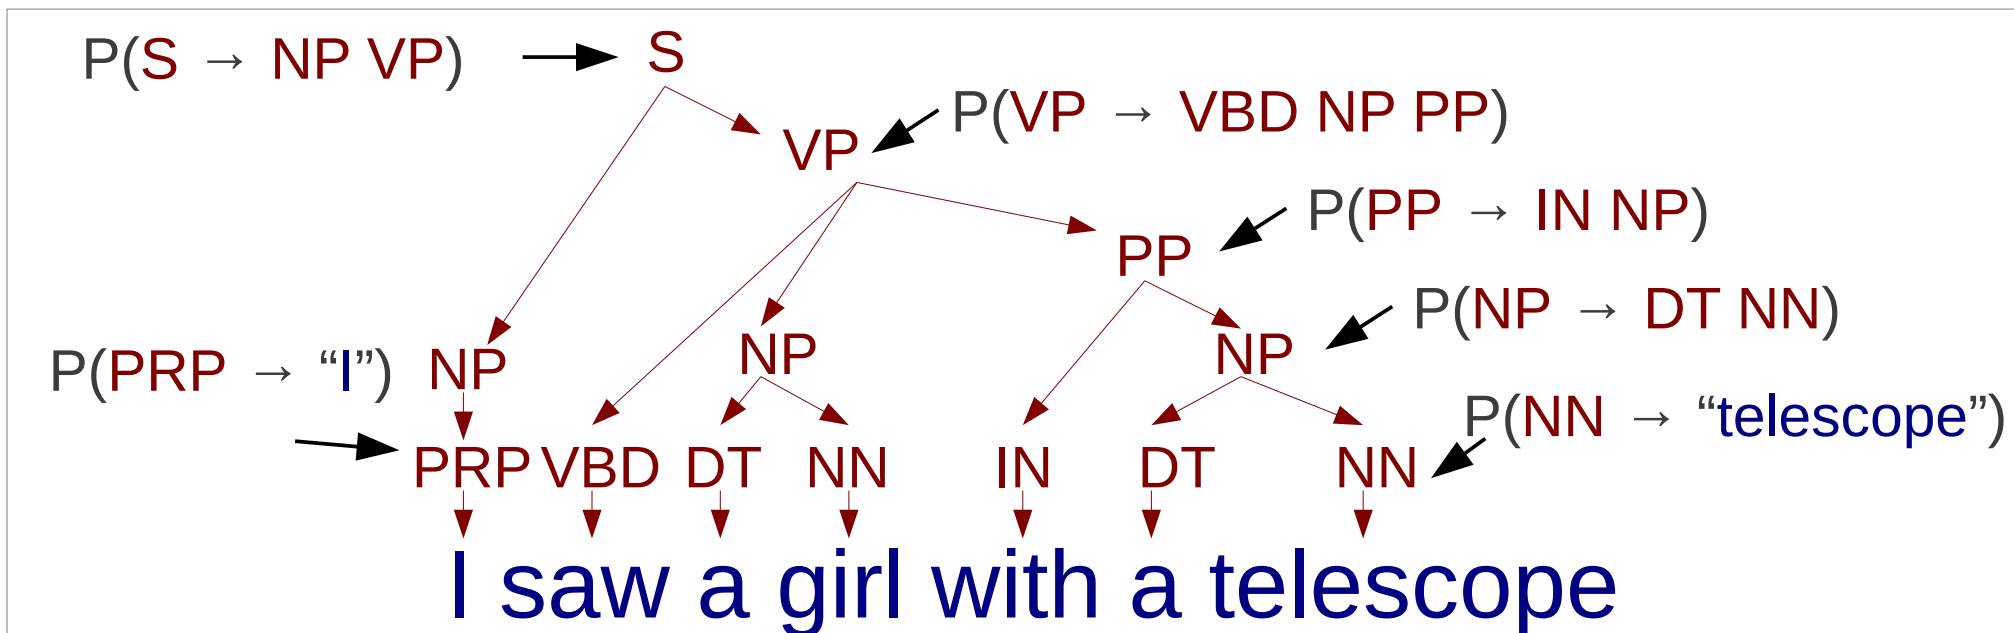 P(S → NP VP) S
P(VP → VBD NP PP)
VP
P(PP → IN NP)
PP
P(NP → DT NN)
P(PRP → “I”) NP NP NP
P(NN → “telescope”)
PRP VBD DT NN IN DT NN
I saw a girl with a telescope